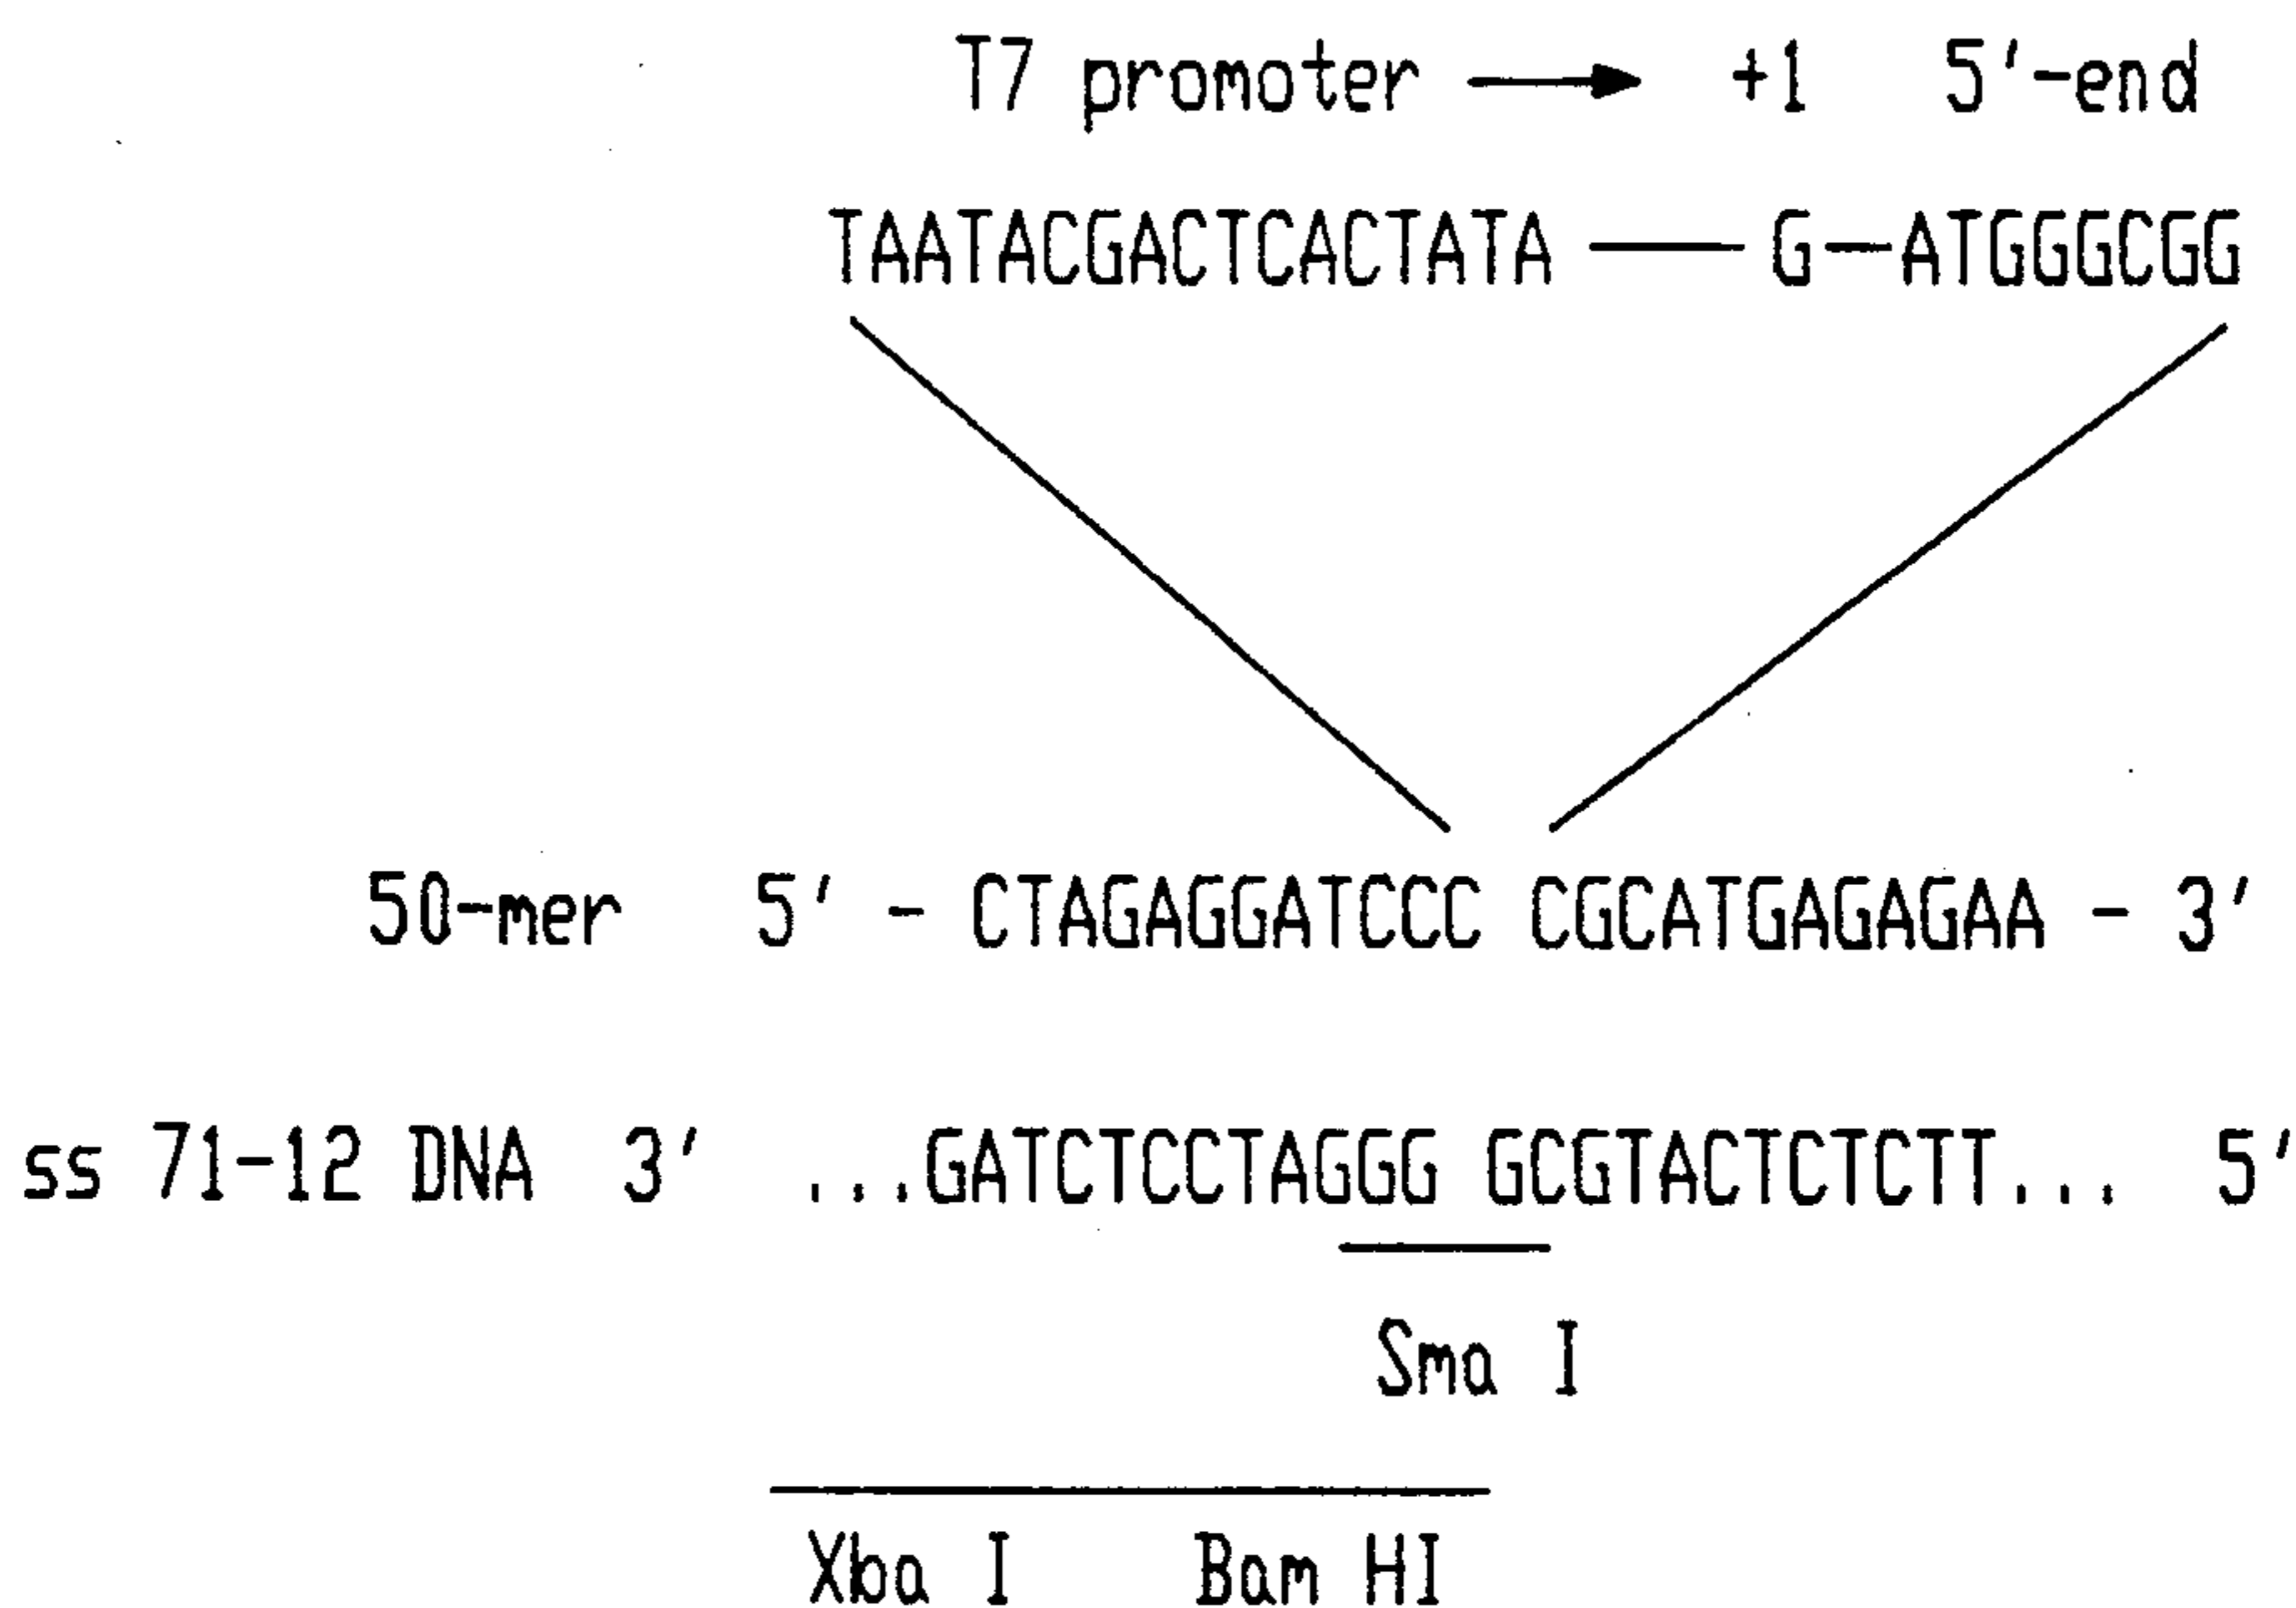 T7 promoter → +1 5'-end
TAATACGACTCACTATA — G — ATGGGCGG
50-mer 5' - CTAGAGGATCCCC CGCATGAGAGAA - 3'
ss 71-12 DNA 3' ...GATCTCCTAGGG GCGTACTCTCTT... 5'
Sma I
Xba I Bam HI